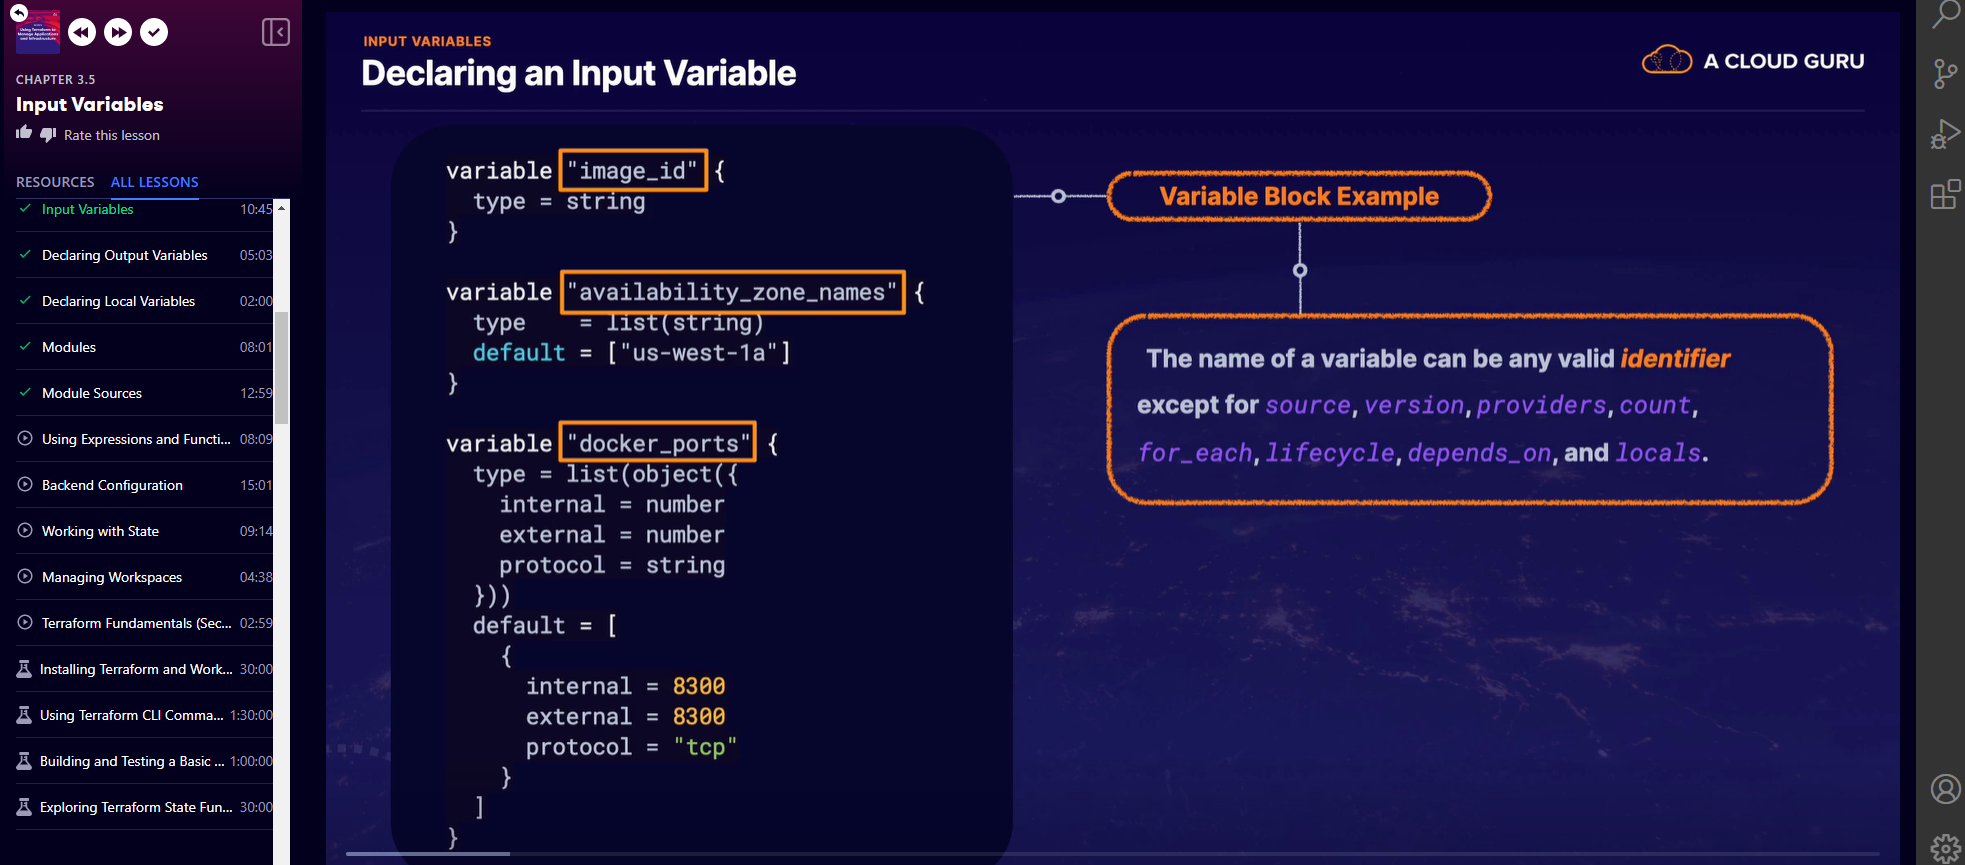 CHAPTER 3.5
Input Variables
Rate this lesson
RESOURCES ALL LESSONS
Input Variables 10:45
Declaring Output Variables 05:03
Declaring Local Variables 02:00
Modules 08:01
Module Sources 12:59
Using Expressions and Functi... 08:09
Backend Configuration 15:01
Working with State 09:14
Managing Workspaces 04:38
Terraform Fundamentals (Sec... 02:59
Installing Terraform and Work... 30:00
Using Terraform CLI Comma... 1:30:00
Building and Testing a Basic ... 1:00:00
Exploring Terraform State Fun... 30:00
INPUT VARIABLES
Declaring an Input Variable
A CLOUD GURU
variable "image_id" {
type = string
}
variable "availability_zone_names" {
type = list(string)
default = ["us-west-1a"]
}
variable "docker_ports" {
type = list(object({
internal = number
external = number
protocol = string
}))
default = [
{
internal = 8300
external = 8300
protocol = "tcp"
}
]
}
Variable Block Example
The name of a variable can be any valid identifier
except for source, version, providers, count,
for_each, lifecycle, depends_on, and locals.